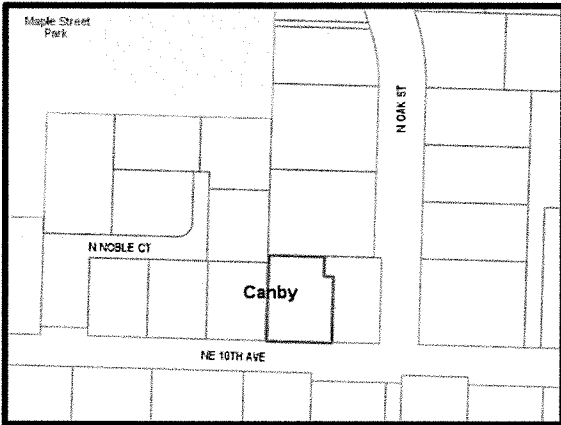 Maple Street
Park
N OAK ST
N NOBLE CT
Canby
NE 10TH AVE